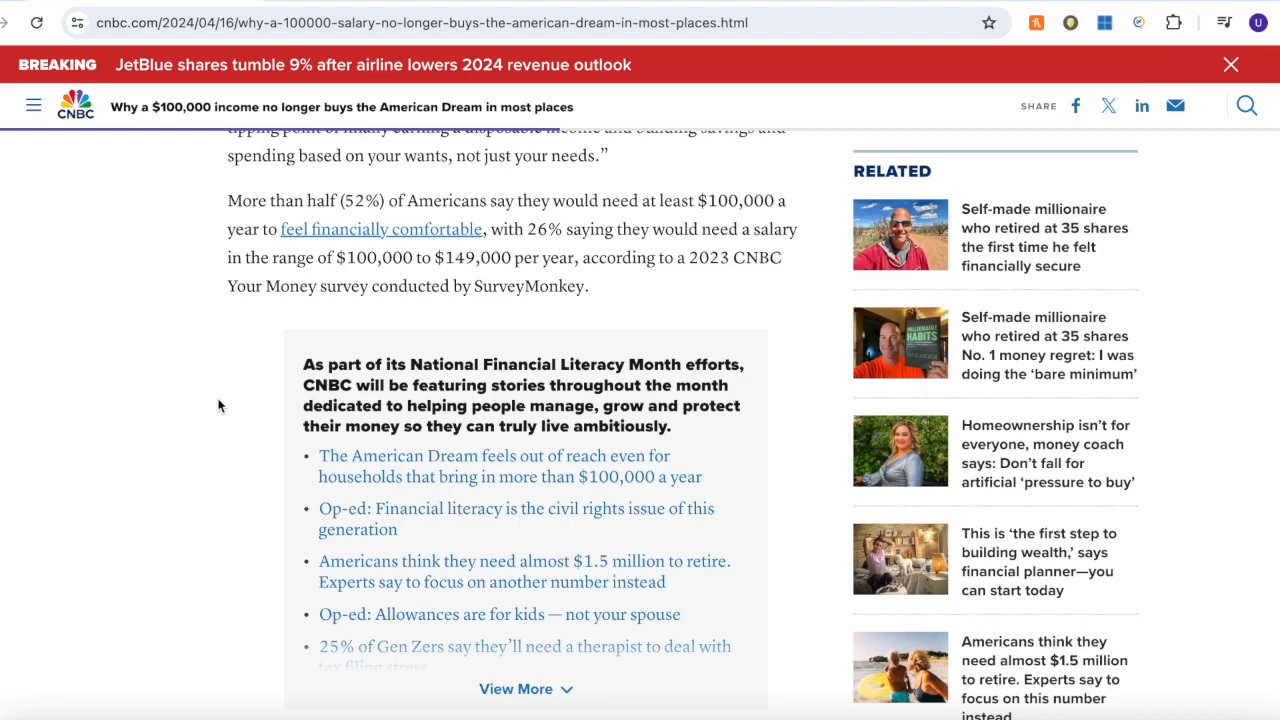 cnbc.com/2024/04/16/why-a-100000-salary-no-longer-buys-the-american-dream-in-most-places.html
U
BREAKING JetBlue shares tumble 9% after airline lowers 2024 revenue outlook
CNBC
Why a $100,000 income no longer buys the American Dream in most places
SHARE
tipping point of finally earning a disposable income and building savings and
spending based on your wants, not just your needs.”
More than half (52%) of Americans say they would need at least $100,000 a
year to feel financially comfortable, with 26% saying they would need a salary
in the range of $100,000 to $149,000 per year, according to a 2023 CNBC
Your Money survey conducted by SurveyMonkey.
As part of its National Financial Literacy Month efforts,
CNBC will be featuring stories throughout the month
dedicated to helping people manage, grow and protect
their money so they can truly live ambitiously.
• The American Dream feels out of reach even for
households that bring in more than $100,000 a year
• Op-ed: Financial literacy is the civil rights issue of this
generation
• Americans think they need almost $1.5 million to retire.
Experts say to focus on another number instead
• Op-ed: Allowances are for kids — not your spouse
• 25% of Gen Zers say they’ll need a therapist to deal with
tax filing stress
View More
RELATED
Self-made millionaire
who retired at 35 shares
the first time he felt
financially secure
MILLIONAIRE
HABITS
Self-made millionaire
who retired at 35 shares
No. 1 money regret: I was
doing the ‘bare minimum’
Homeownership isn’t for
everyone, money coach
says: Don’t fall for
artificial ‘pressure to buy’
This is ‘the first step to
building wealth,’ says
financial planner—you
can start today
Americans think they
need almost $1.5 million
to retire. Experts say to
focus on this number
instead